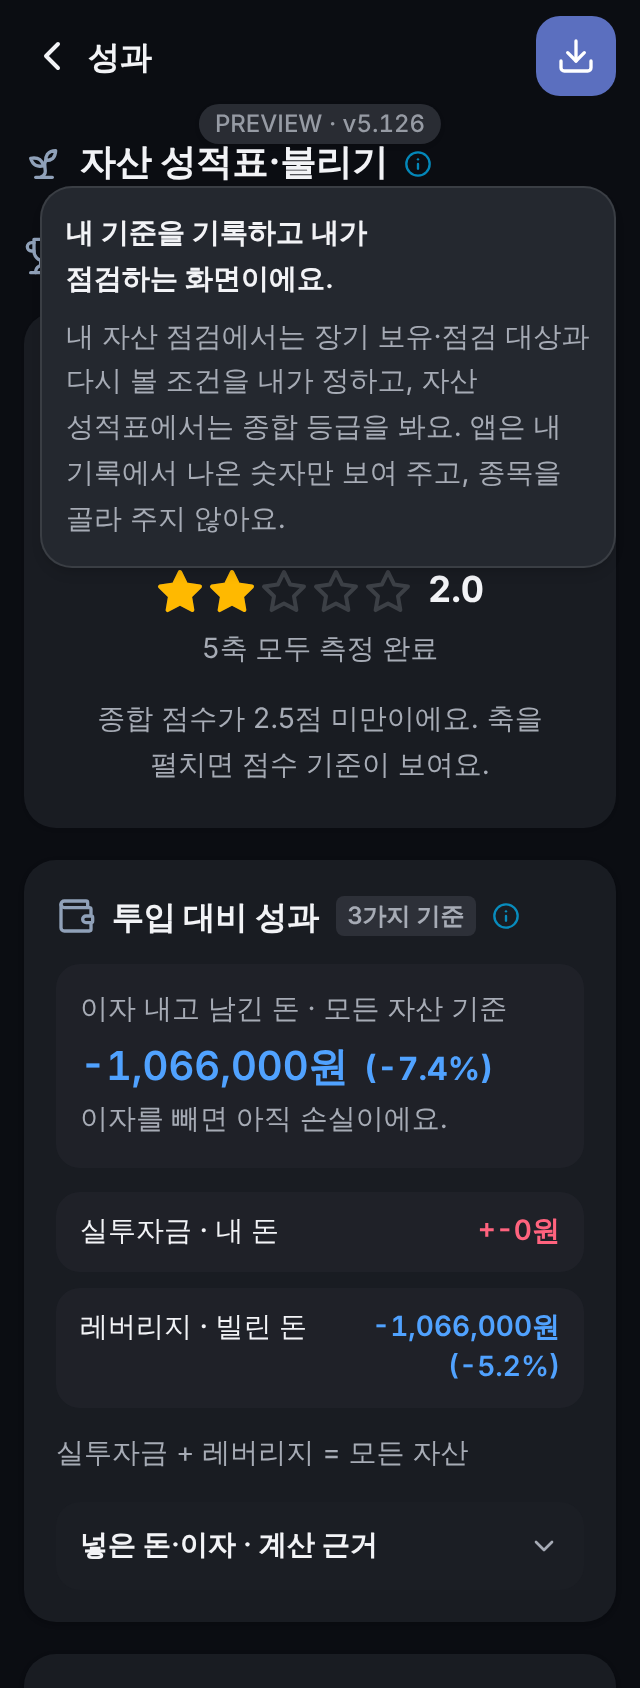 성과
PREVIEW · v5.126
자산 성적표·불리기
내 기준을 기록하고 내가
점검하는 화면이에요.
내 자산 점검에서는 장기 보유·점검 대상과
다시 볼 조건을 내가 정하고, 자산
성적표에서는 종합 등급을 봐요. 앱은 내
기록에서 나온 숫자만 보여 주고, 종목을
골라 주지 않아요.
2.0
5축 모두 측정 완료
종합 점수가 2.5점 미만이에요. 축을
펼치면 점수 기준이 보여요.
투입 대비 성과 3가지 기준
이자 내고 남긴 돈 · 모든 자산 기준
-1,066,000원 (-7.4%)
이자를 빼면 아직 손실이에요.
실투자금 · 내 돈 +-0원
레버리지 · 빌린 돈 -1,066,000원
(-5.2%)
실투자금 + 레버리지 = 모든 자산
넣은 돈·이자 · 계산 근거